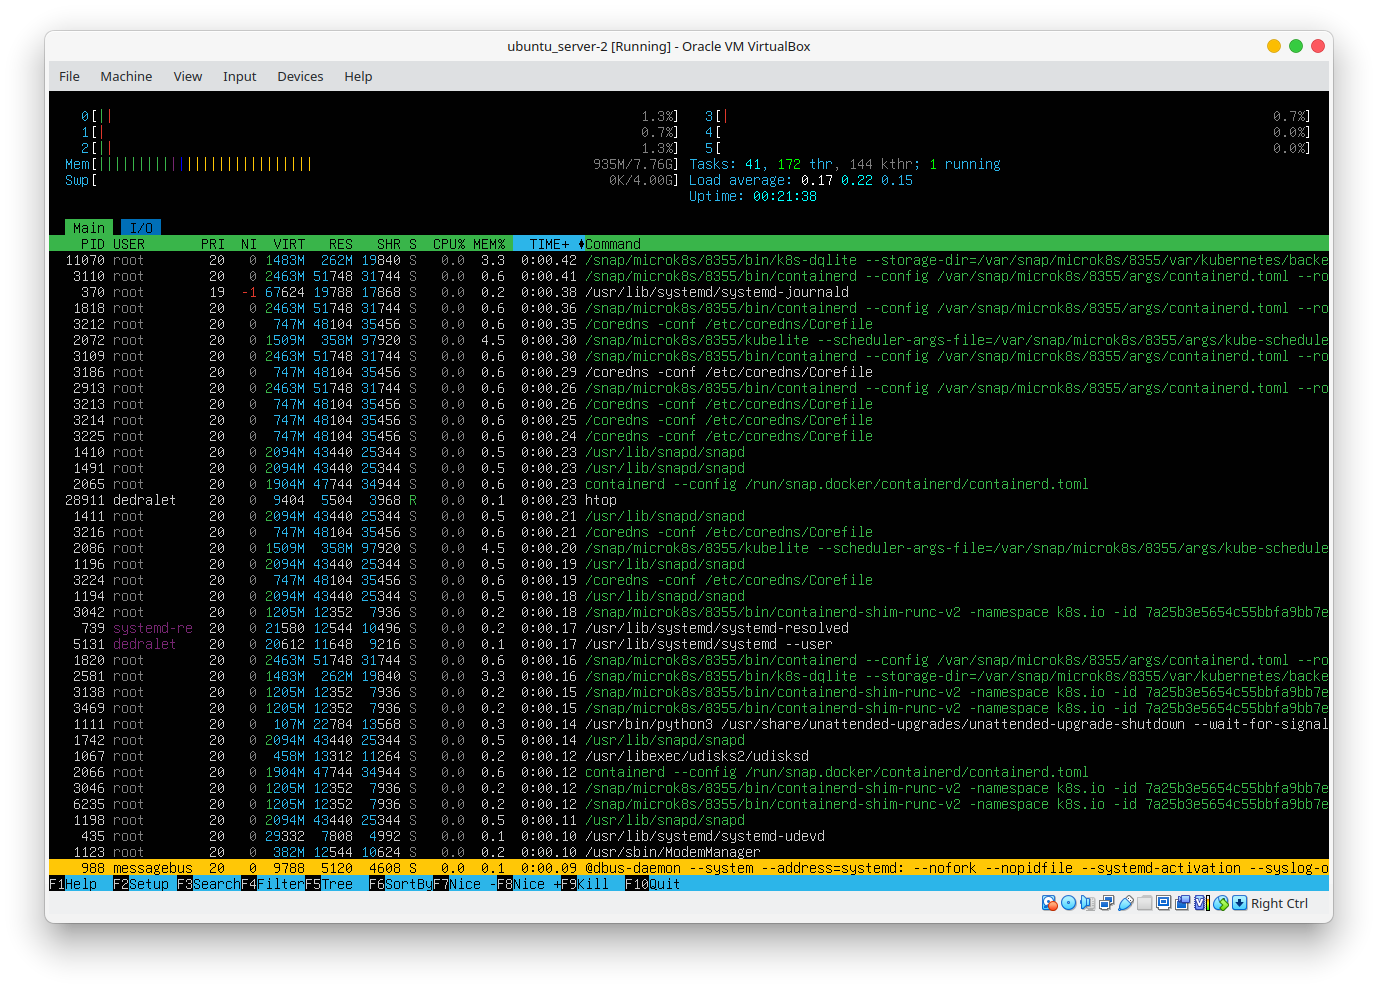 ubuntu_server-2 [Running] - Oracle VM VirtualBox
File Machine View Input Devices Help
0[|| 1.3%] 3[| 0.7%]
1[| 0.7%] 4[ 0.0%]
2[|| 1.3%] 5[ 0.0%]
Mem[||||||||||||||||||||||||||| 935M/7.76G] Tasks: 41, 172 thr, 144 kthr; 1 running
Swp[ 0K/4.00G] Load average: 0.17 0.22 0.15
Uptime: 00:21:38
Main I/O
PID USER PRI NI VIRT RES SHR S CPU% MEM% TIME+ Command
11070 root 20 0 1483M 262M 19840 S 0.0 3.3 0:00.42 /snap/microk8s/8355/bin/k8s-dqlite --storage-dir=/var/snap/microk8s/8355/var/kubernetes/backe
3110 root 20 0 2463M 51748 31744 S 0.0 0.6 0:00.41 /snap/microk8s/8355/bin/containerd --config /var/snap/microk8s/8355/args/containerd.toml --ro
370 root 19 -1 67624 19788 17868 S 0.0 0.2 0:00.38 /usr/lib/systemd/systemd-journald
1818 root 20 0 2463M 51748 31744 S 0.0 0.6 0:00.36 /snap/microk8s/8355/bin/containerd --config /var/snap/microk8s/8355/args/containerd.toml --ro
3212 root 20 0 747M 48104 35456 S 0.0 0.6 0:00.35 /coredns -conf /etc/coredns/Corefile
2072 root 20 0 1509M 358M 97920 S 0.0 4.5 0:00.30 /snap/microk8s/8355/kubelite --scheduler-args-file=/var/snap/microk8s/8355/args/kube-schedule
3109 root 20 0 2463M 51748 31744 S 0.0 0.6 0:00.30 /snap/microk8s/8355/bin/containerd --config /var/snap/microk8s/8355/args/containerd.toml --ro
3186 root 20 0 747M 48104 35456 S 0.0 0.6 0:00.29 /coredns -conf /etc/coredns/Corefile
2913 root 20 0 2463M 51748 31744 S 0.0 0.6 0:00.26 /snap/microk8s/8355/bin/containerd --config /var/snap/microk8s/8355/args/containerd.toml --ro
3213 root 20 0 747M 48104 35456 S 0.0 0.6 0:00.26 /coredns -conf /etc/coredns/Corefile
3214 root 20 0 747M 48104 35456 S 0.0 0.6 0:00.25 /coredns -conf /etc/coredns/Corefile
3225 root 20 0 747M 48104 35456 S 0.0 0.6 0:00.24 /coredns -conf /etc/coredns/Corefile
1410 root 20 0 2094M 43440 25344 S 0.0 0.5 0:00.23 /usr/lib/snapd/snapd
1491 root 20 0 2094M 43440 25344 S 0.0 0.5 0:00.23 /usr/lib/snapd/snapd
2065 root 20 0 1904M 47744 34944 S 0.0 0.6 0:00.23 containerd --config /run/snap.docker/containerd/containerd.toml
28911 dedralet 20 0 9404 5504 3968 R 0.0 0.1 0:00.23 htop
1411 root 20 0 2094M 43440 25344 S 0.0 0.5 0:00.21 /usr/lib/snapd/snapd
3216 root 20 0 747M 48104 35456 S 0.0 0.6 0:00.21 /coredns -conf /etc/coredns/Corefile
2086 root 20 0 1509M 358M 97920 S 0.0 4.5 0:00.20 /snap/microk8s/8355/kubelite --scheduler-args-file=/var/snap/microk8s/8355/args/kube-schedule
1196 root 20 0 2094M 43440 25344 S 0.0 0.5 0:00.19 /usr/lib/snapd/snapd
3224 root 20 0 747M 48104 35456 S 0.0 0.6 0:00.19 /coredns -conf /etc/coredns/Corefile
1194 root 20 0 2094M 43440 25344 S 0.0 0.5 0:00.18 /usr/lib/snapd/snapd
3042 root 20 0 1205M 12352 7936 S 0.0 0.2 0:00.18 /snap/microk8s/8355/bin/containerd-shim-runc-v2 -namespace k8s.io -id 7a25b3e5654c55bbfa9bb7e
739 systemd-re 20 0 21580 12544 10496 S 0.0 0.2 0:00.17 /usr/lib/systemd/systemd-resolved
5131 dedralet 20 0 20612 11648 9216 S 0.0 0.1 0:00.17 /usr/lib/systemd/systemd --user
1820 root 20 0 2463M 51748 31744 S 0.0 0.6 0:00.16 /snap/microk8s/8355/bin/containerd --config /var/snap/microk8s/8355/args/containerd.toml --ro
2581 root 20 0 1483M 262M 19840 S 0.0 3.3 0:00.16 /snap/microk8s/8355/bin/k8s-dqlite --storage-dir=/var/snap/microk8s/8355/var/kubernetes/backe
3138 root 20 0 1205M 12352 7936 S 0.0 0.2 0:00.15 /snap/microk8s/8355/bin/containerd-shim-runc-v2 -namespace k8s.io -id 7a25b3e5654c55bbfa9bb7e
3469 root 20 0 1205M 12352 7936 S 0.0 0.2 0:00.15 /snap/microk8s/8355/bin/containerd-shim-runc-v2 -namespace k8s.io -id 7a25b3e5654c55bbfa9bb7e
1111 root 20 0 107M 22784 13568 S 0.0 0.3 0:00.14 /usr/bin/python3 /usr/share/unattended-upgrades/unattended-upgrade-shutdown --wait-for-signal
1742 root 20 0 2094M 43440 25344 S 0.0 0.5 0:00.14 /usr/lib/snapd/snapd
1067 root 20 0 458M 13312 11264 S 0.0 0.2 0:00.12 /usr/libexec/udisks2/udisksd
2066 root 20 0 1904M 47744 34944 S 0.0 0.6 0:00.12 containerd --config /run/snap.docker/containerd/containerd.toml
3046 root 20 0 1205M 12352 7936 S 0.0 0.2 0:00.12 /snap/microk8s/8355/bin/containerd-shim-runc-v2 -namespace k8s.io -id 7a25b3e5654c55bbfa9bb7e
6235 root 20 0 1205M 12352 7936 S 0.0 0.2 0:00.12 /snap/microk8s/8355/bin/containerd-shim-runc-v2 -namespace k8s.io -id 7a25b3e5654c55bbfa9bb7e
1198 root 20 0 2094M 43440 25344 S 0.0 0.5 0:00.11 /usr/lib/snapd/snapd
435 root 20 0 29332 7808 4992 S 0.0 0.1 0:00.10 /usr/lib/systemd/systemd-udevd
1123 root 20 0 382M 12544 10624 S 0.0 0.2 0:00.10 /usr/sbin/ModemManager
988 messagebus 20 0 9788 5120 4608 S 0.0 0.1 0:00.09 @dbus-daemon --system --address=systemd: --nofork --nopidfile --systemd-activation --syslog-o
F1Help F2Setup F3SearchF4FilterF5Tree F6SortByF7Nice -F8Nice +F9Kill F10Quit
Right Ctrl